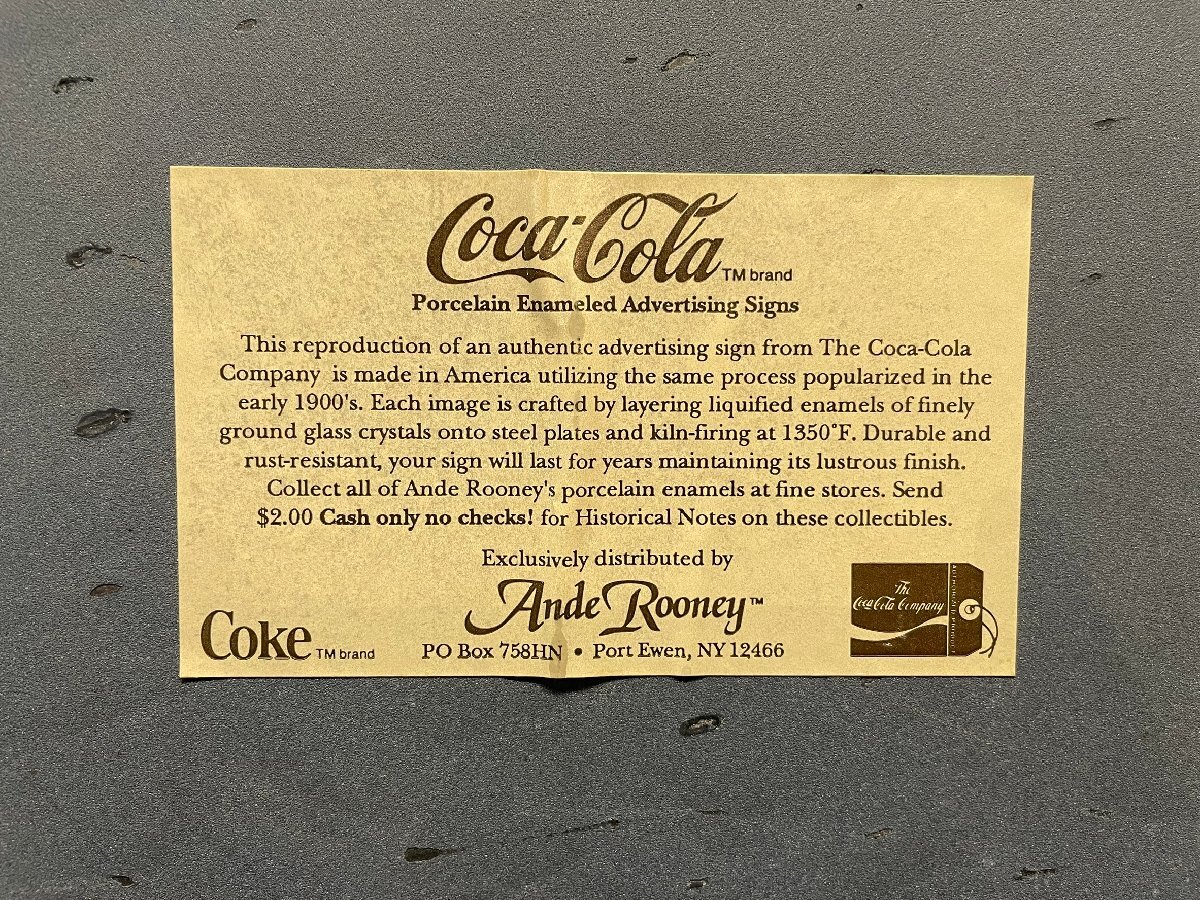 Coca-Cola TM brand
Porcelain Enameled Advertising Signs
This reproduction of an authentic advertising sign from The Coca-Cola
Company is made in America utilizing the same process popularized in the
early 1900's. Each image is crafted by layering liquified enamels of finely
ground glass crystals onto steel plates and kiln-firing at 1350°F. Durable and
rust-resistant, your sign will last for years maintaining its lustrous finish.
Collect all of Ande Rooney's porcelain enamels at fine stores. Send
$2.00 Cash only no checks! for Historical Notes on these collectibles.
Exclusively distributed by
Ande Rooney™
PO Box 758HN • Port Ewen, NY 12466
Coke TM brand
The
Coca-Cola Company